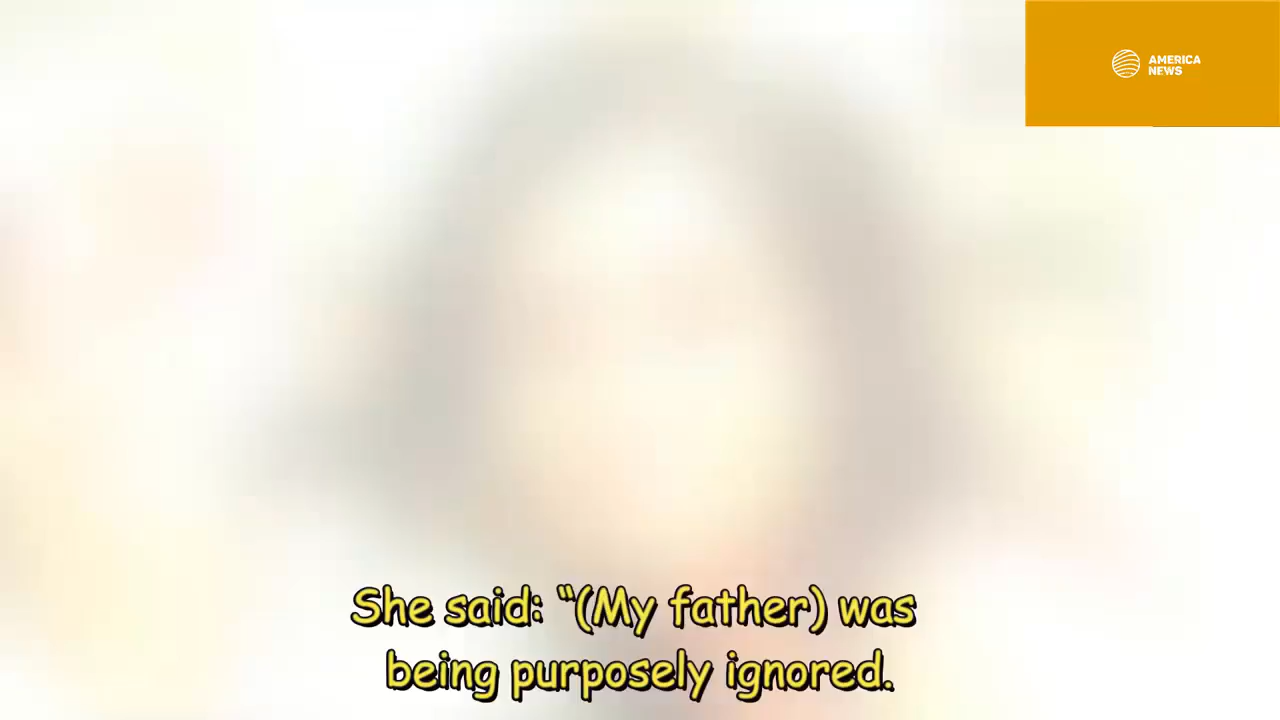 AMERICA
NEWS
She said: “(My father) was
being purposely ignored.